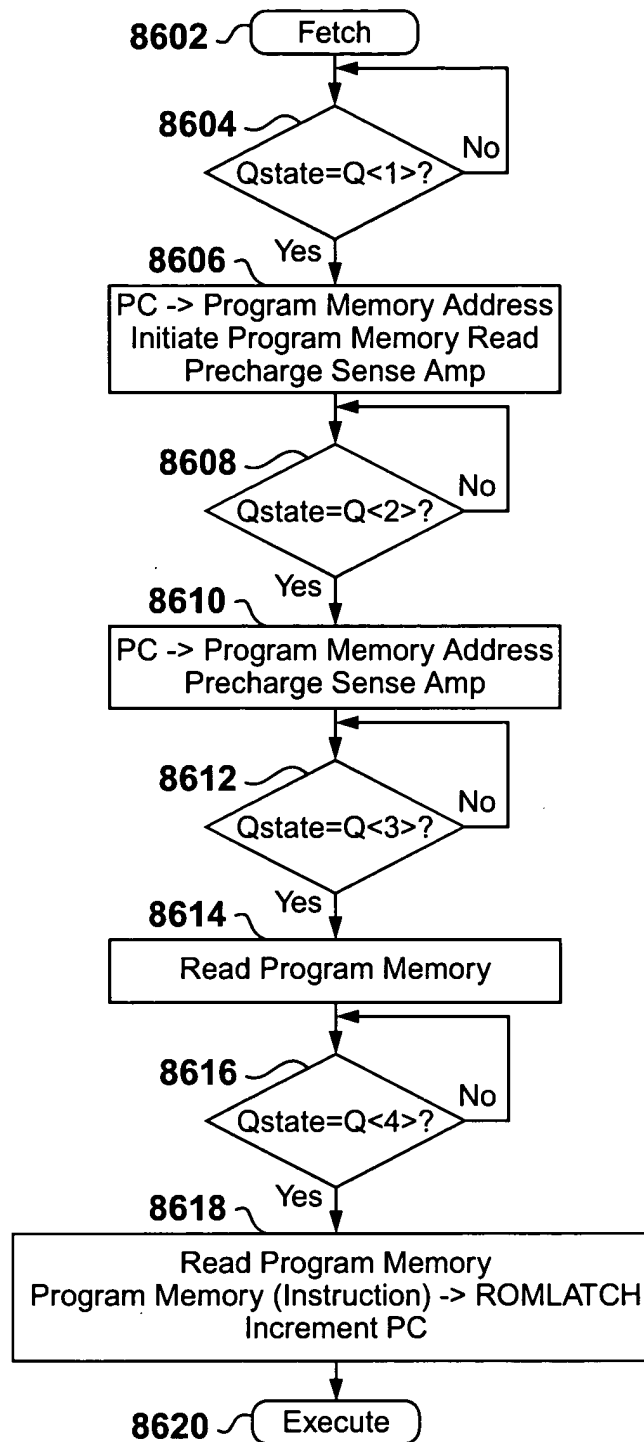 8602
Fetch
8604
Qstate=Q<1>?
No
Yes
8606
PC -> Program Memory Address
Initiate Program Memory Read
Precharge Sense Amp
8608
Qstate=Q<2>?
No
Yes
8610
PC -> Program Memory Address
Precharge Sense Amp
8612
Qstate=Q<3>?
No
Yes
8614
Read Program Memory
8616
Qstate=Q<4>?
No
Yes
8618
Read Program Memory
Program Memory (Instruction) -> ROMLATCH
Increment PC
8620
Execute